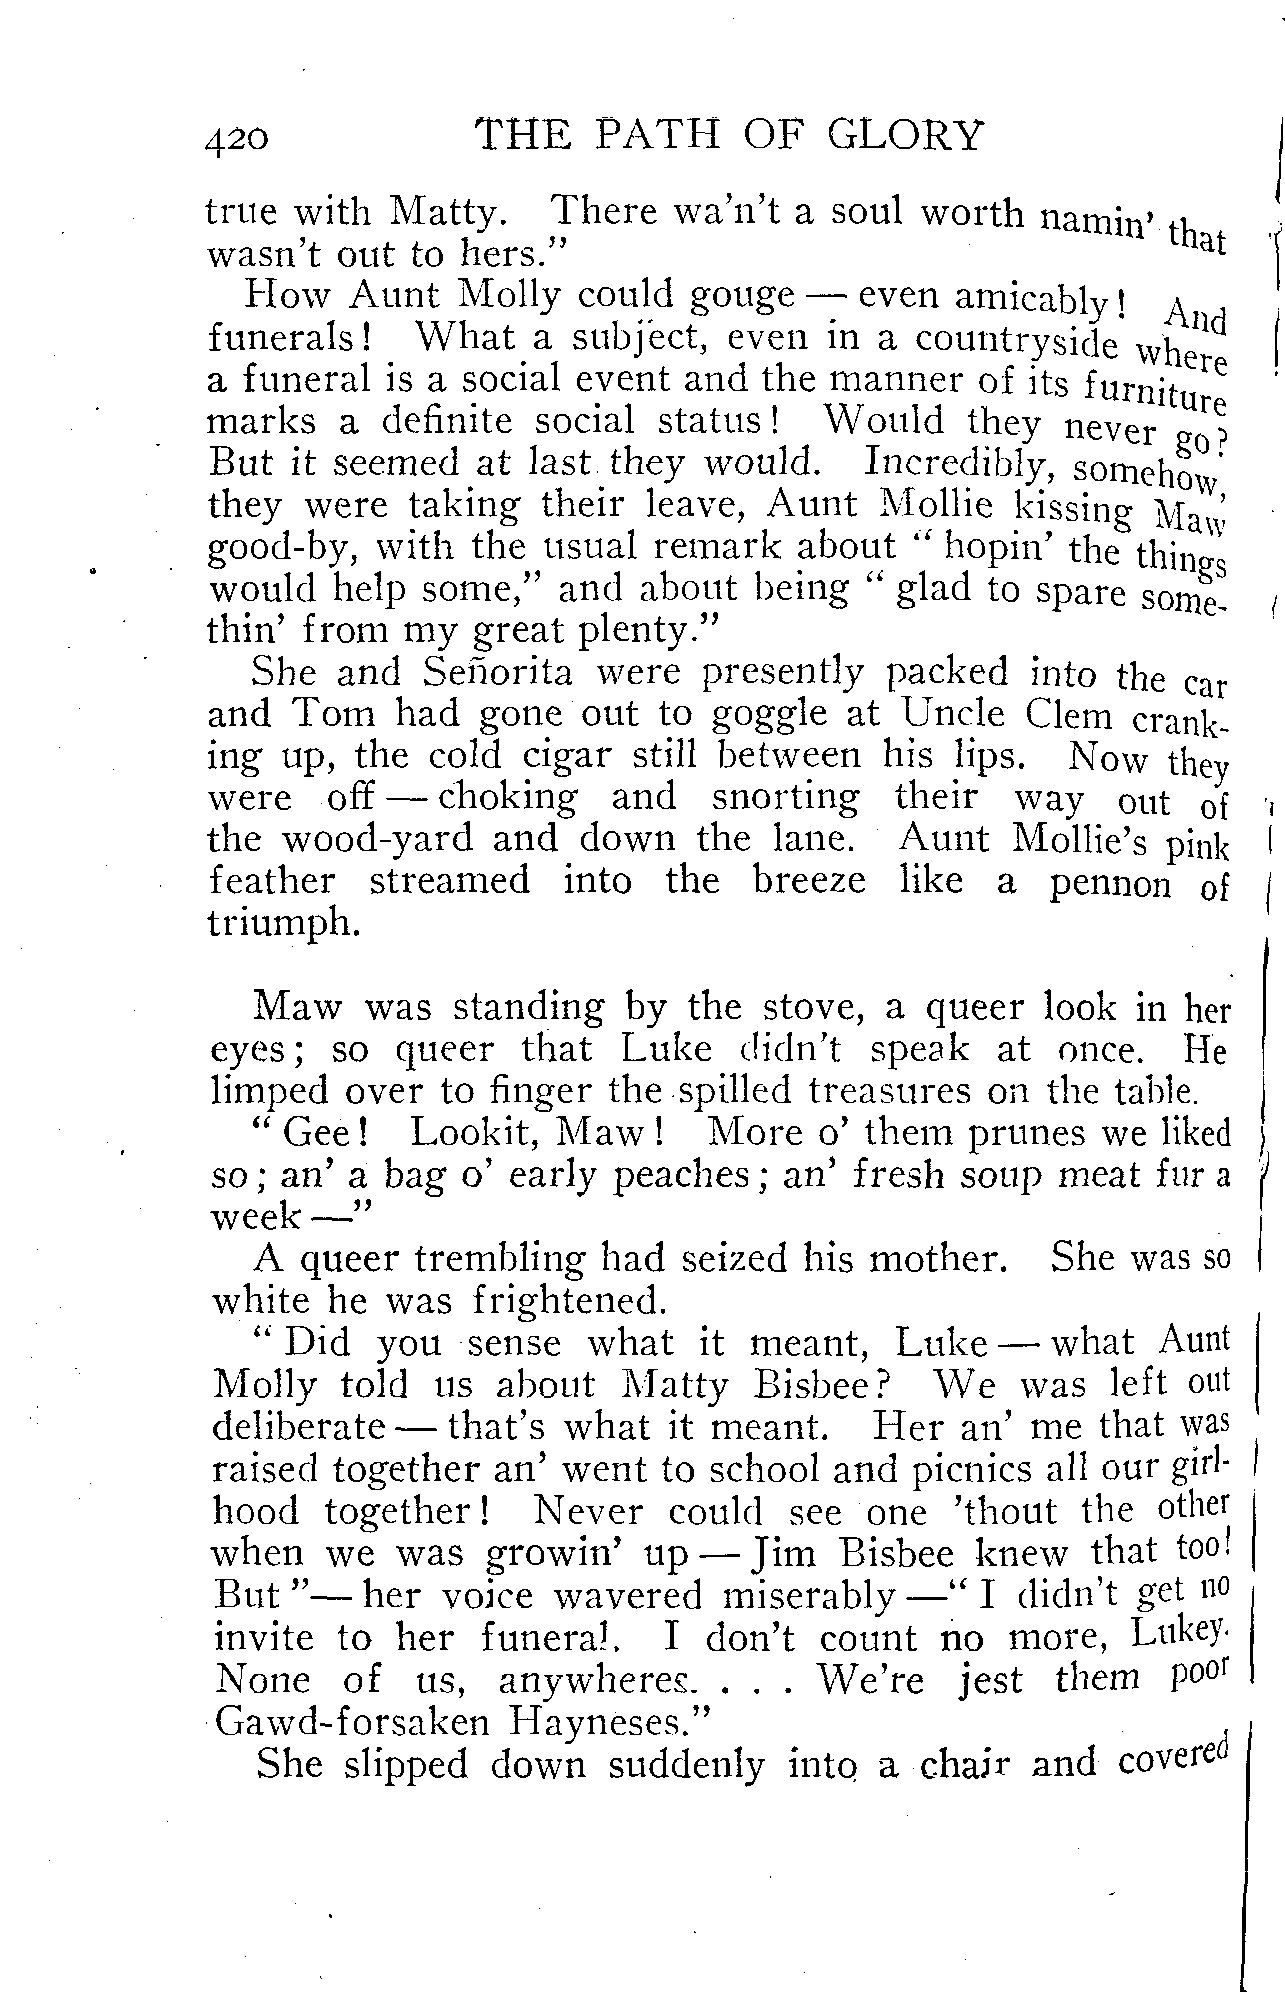 420 THE PATH OF GLORY
true with Matty. There wa'n't a soul worth namin' that
wasn't out to hers."
How Aunt Molly could gouge — even amicably! And
funerals! What a subject, even in a countryside where
a funeral is a social event and the manner of its furniture
marks a definite social status! Would they never go?
But it seemed at last they would. Incredibly, somehow,
they were taking their leave, Aunt Mollie kissing Maw
good-by, with the usual remark about " hopin' the things
would help some," and about being " glad to spare some-
thin' from my great plenty."
She and Señorita were presently packed into the car
and Tom had gone out to goggle at Uncle Clem crank-
ing up, the cold cigar still between his lips. Now they
were off — choking and snorting their way out of
the wood-yard and down the lane. Aunt Mollie's pink
feather streamed into the breeze like a pennon of
triumph.
Maw was standing by the stove, a queer look in her
eyes; so queer that Luke didn't speak at once. He
limped over to finger the spilled treasures on the table.
" Gee! Lookit, Maw! More o' them prunes we liked
so; an' a bag o' early peaches; an' fresh soup meat fur a
week —"
A queer trembling had seized his mother. She was so
white he was frightened.
" Did you sense what it meant, Luke — what Aunt
Molly told us about Matty Bisbee? We was left out
deliberate — that's what it meant. Her an' me that was
raised together an' went to school and picnics all our girl-
hood together! Never could see one 'thout the other
when we was growin' up — Jim Bisbee knew that too!
But "— her voice wavered miserably —" I didn't get no
invite to her funeral. I don't count no more, Lukey.
None of us, anywheres. . . . We're jest them poor
Gawd-forsaken Hayneses."
She slipped down suddenly into a chair and covered